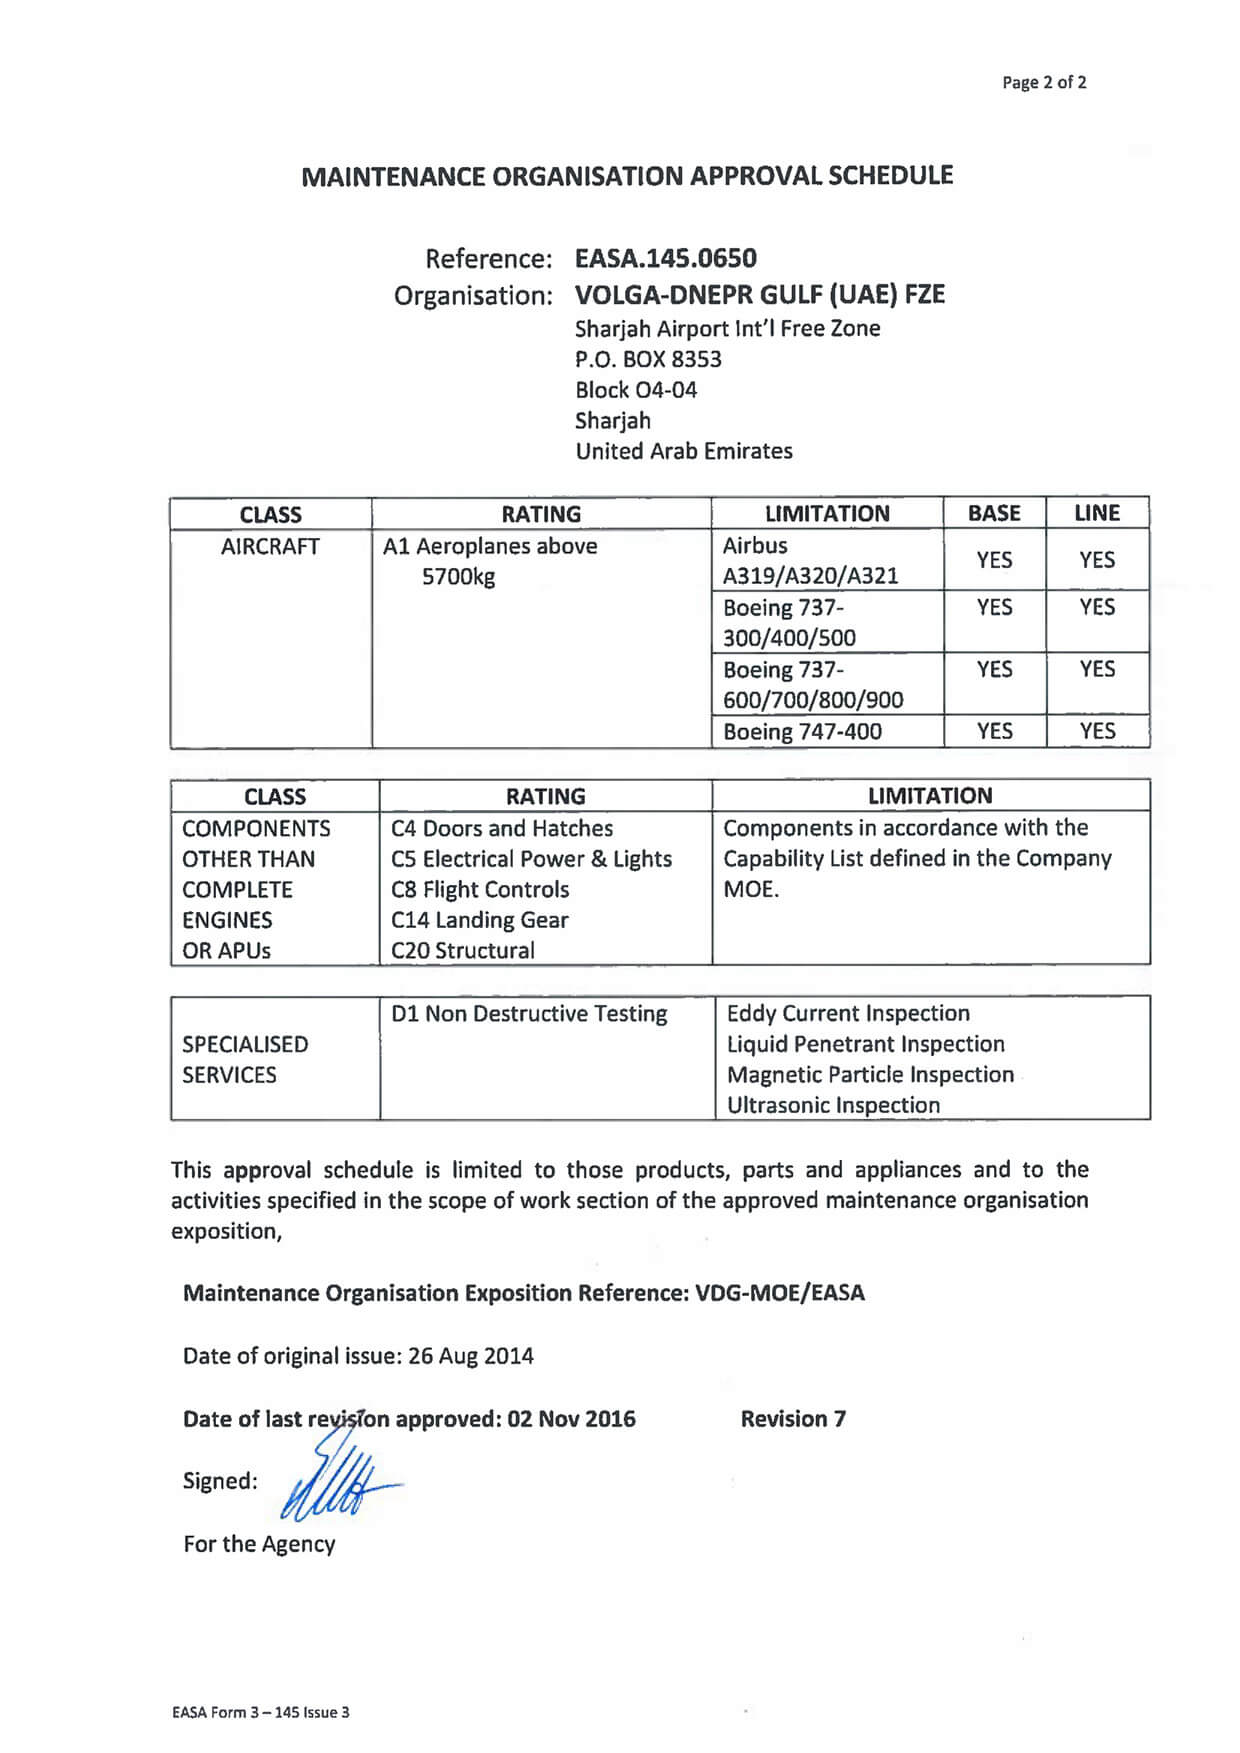 Page 2 of 2
MAINTENANCE ORGANISATION APPROVAL SCHEDULE
Reference: EASA.145.0650
Organisation: VOLGA-DNEPR GULF (UAE) FZE
Sharjah Airport Int'l Free Zone
P.O. BOX 8353
Block O4-04
Sharjah
United Arab Emirates
CLASS RATING LIMITATION BASE LINE
AIRCRAFT A1 Aeroplanes above 5700kg Airbus A319/A320/A321 YES YES
Boeing 737-300/400/500 YES YES
Boeing 737-600/700/800/900 YES YES
Boeing 747-400 YES YES
CLASS RATING LIMITATION
COMPONENTS C4 Doors and Hatches Components in accordance with the
OTHER THAN C5 Electrical Power & Lights Capability List defined in the Company
COMPLETE C8 Flight Controls MOE.
ENGINES C14 Landing Gear
OR APUs C20 Structural
D1 Non Destructive Testing Eddy Current Inspection
SPECIALISED Liquid Penetrant Inspection
SERVICES Magnetic Particle Inspection
Ultrasonic Inspection
This approval schedule is limited to those products, parts and appliances and to the
activities specified in the scope of work section of the approved maintenance organisation
exposition,
Maintenance Organisation Exposition Reference: VDG-MOE/EASA
Date of original issue: 26 Aug 2014
Date of last revision approved: 02 Nov 2016 Revision 7
Signed:
For the Agency
EASA Form 3 – 145 Issue 3